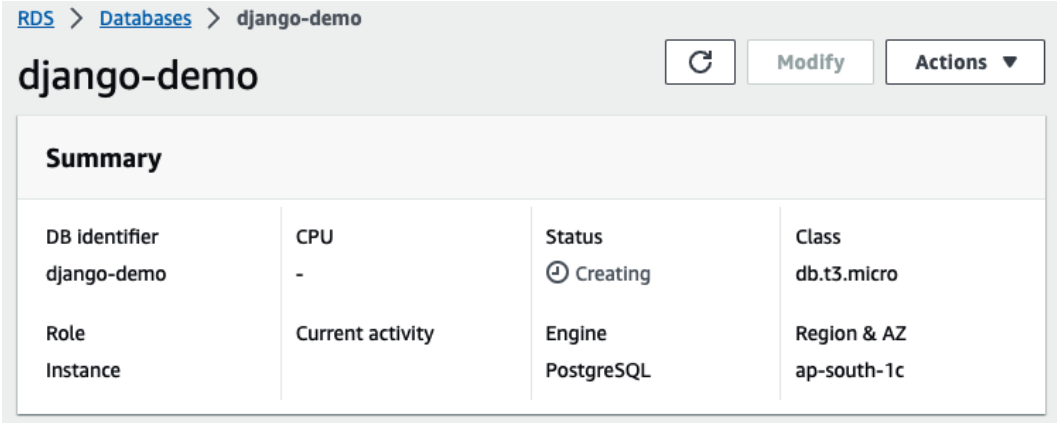 RDS > Databases > django-demo
django-demo
Modify
Actions ▼
Summary
DB identifier
django-demo
CPU
-
Status
Creating
Class
db.t3.micro
Role
Instance
Current activity
Engine
PostgreSQL
Region & AZ
ap-south-1c